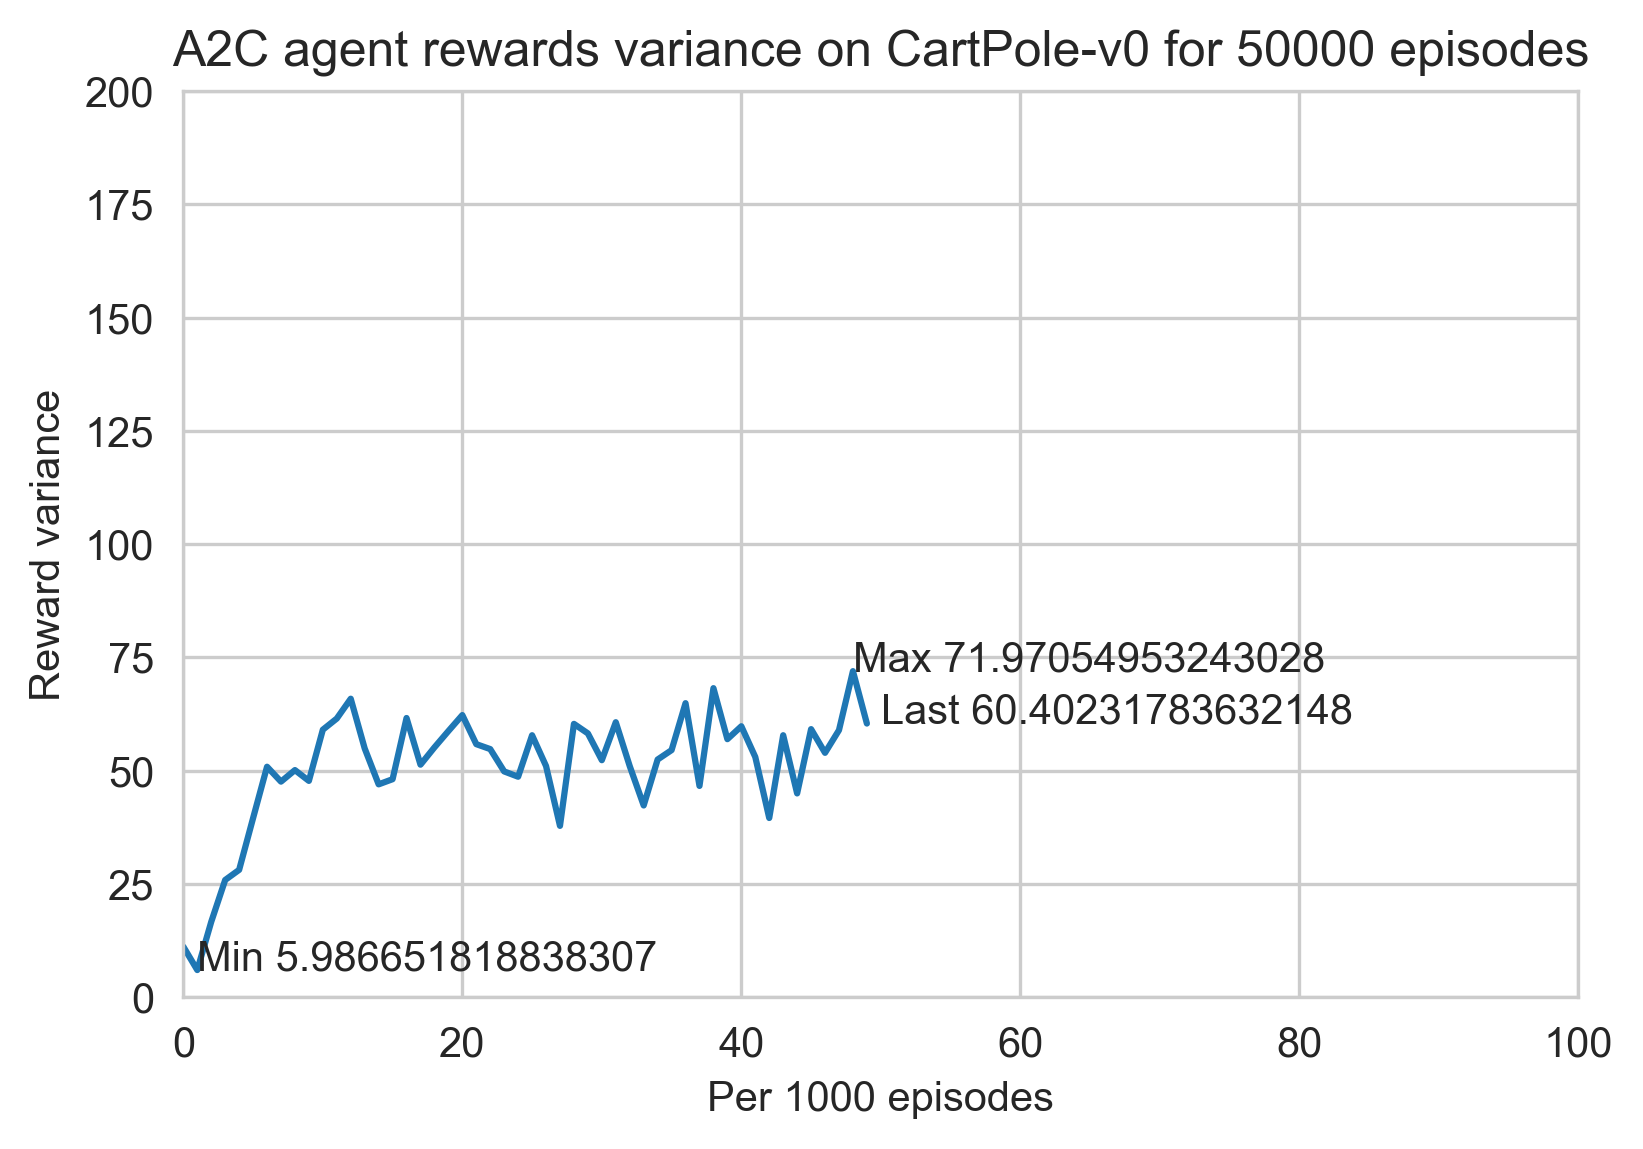 A2C agent rewards variance on CartPole-v0 for 50000 episodes
200
175
150
125
100
75
50
25
0
Reward variance
Max 71.97054953243028
Last 60.40231783632148
Min 5.986651818838307
0 20 40 60 80 100
Per 1000 episodes